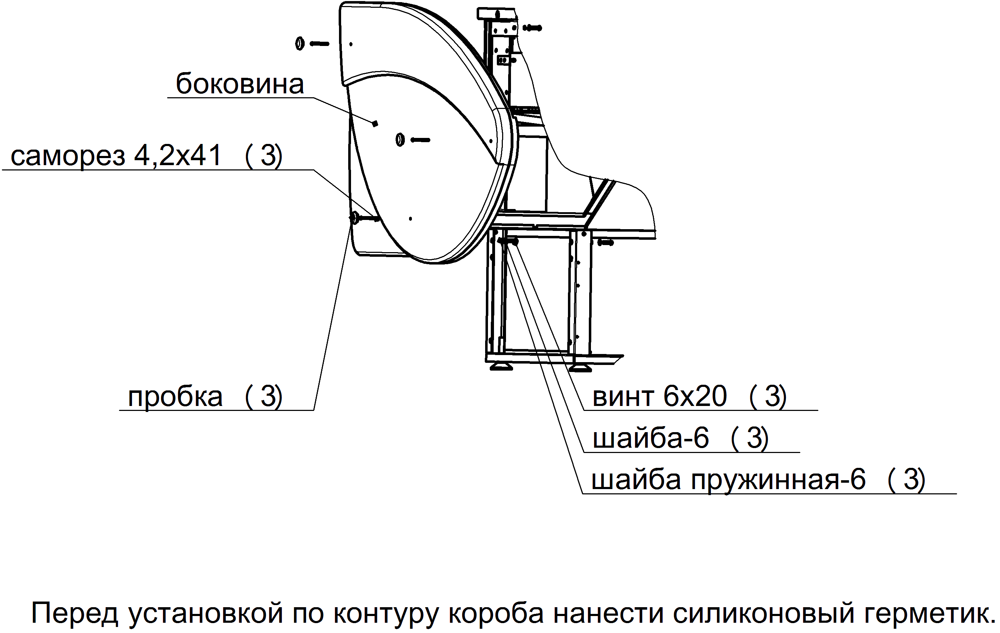 боковина
саморез 4,2х41 (3)
пробка (3)
винт 6х20 (3)
шайба-6 (3)
шайба пружинная-6 (3)
Перед установкой по контуру короба нанести силиконовый герметик.